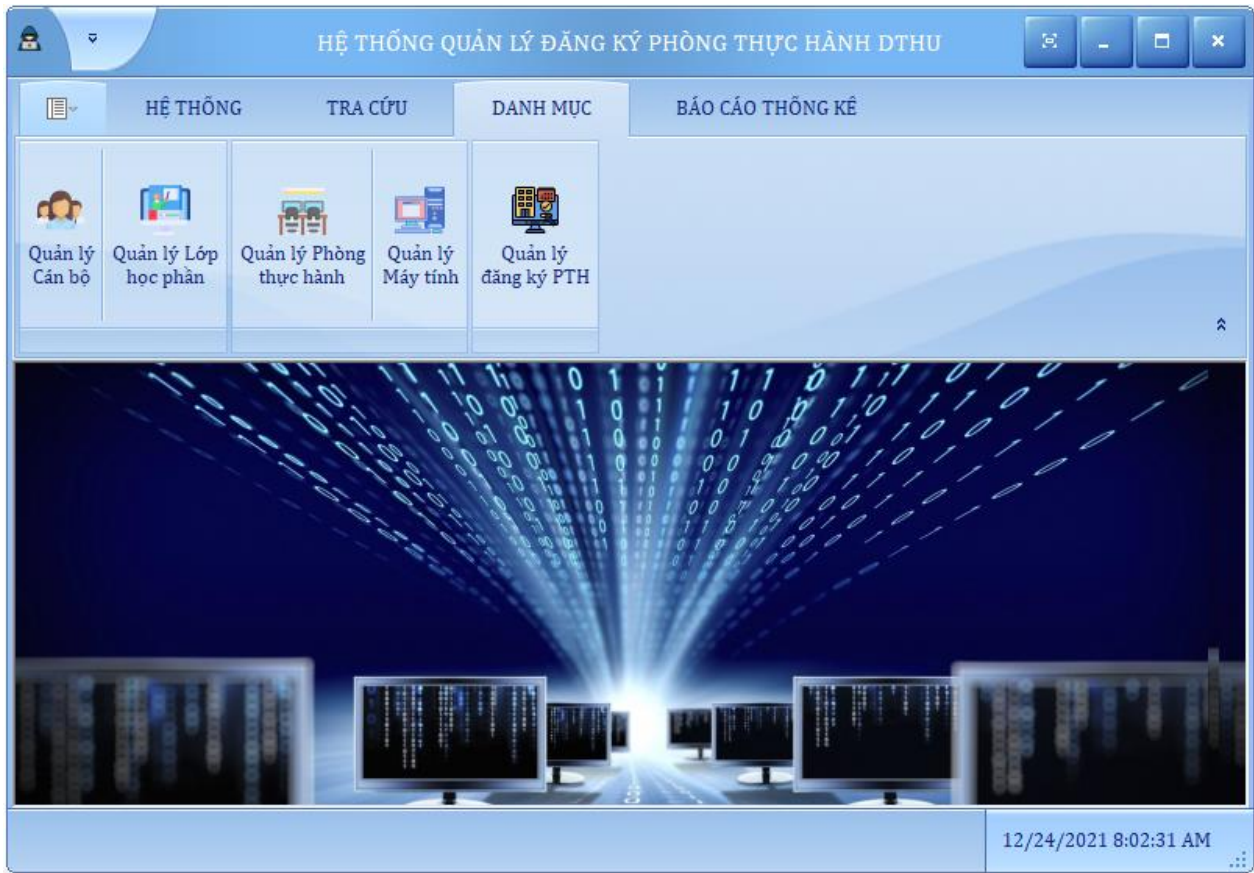 HỆ THỐNG QUẢN LÝ ĐĂNG KÝ PHÒNG THỰC HÀNH DTHU
HỆ THỐNG TRA CỨU DANH MỤC BÁO CÁO THỐNG KÊ
Quản lý Cán bộ
Quản lý Lớp học phần
Quản lý Phòng thực hành
Quản lý Máy tính
Quản lý đăng ký PTH
12/24/2021 8:02:31 AM